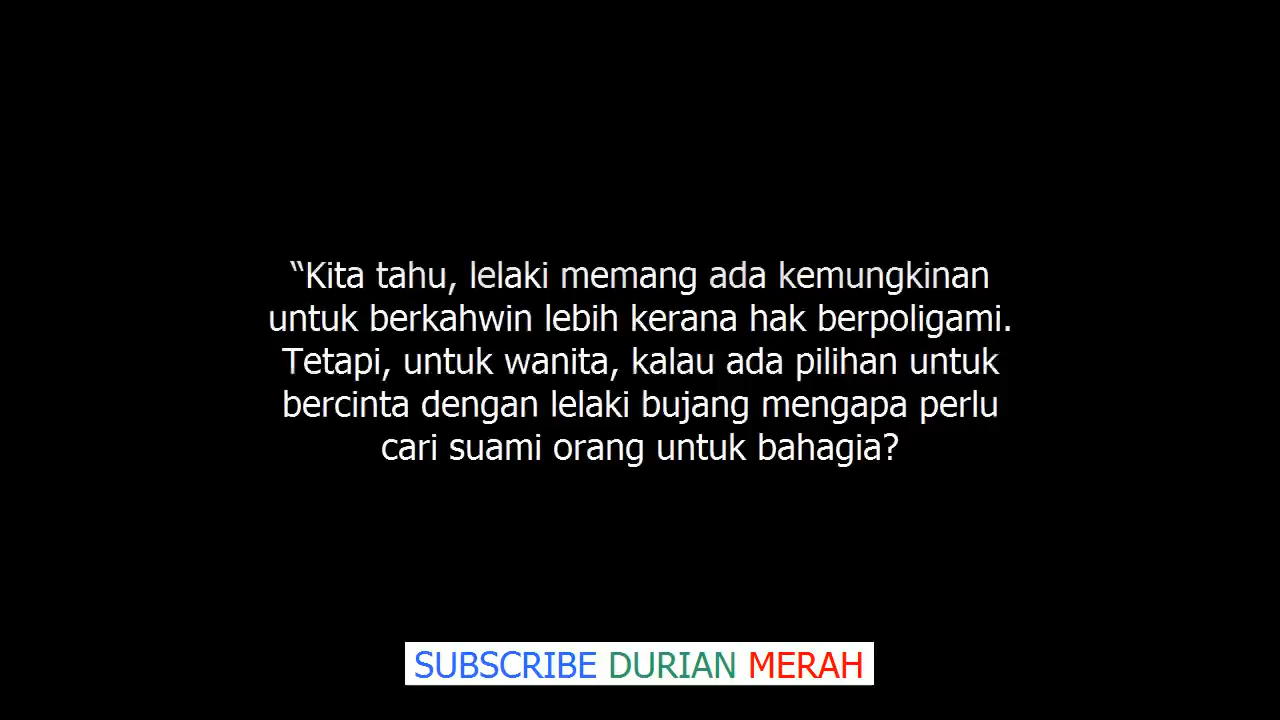 “Kita tahu, lelaki memang ada kemungkinan
untuk berkahwin lebih kerana hak berpoligami.
Tetapi, untuk wanita, kalau ada pilihan untuk
bercinta dengan lelaki bujang mengapa perlu
cari suami orang untuk bahagia?
SUBSCRIBE DURIAN MERAH